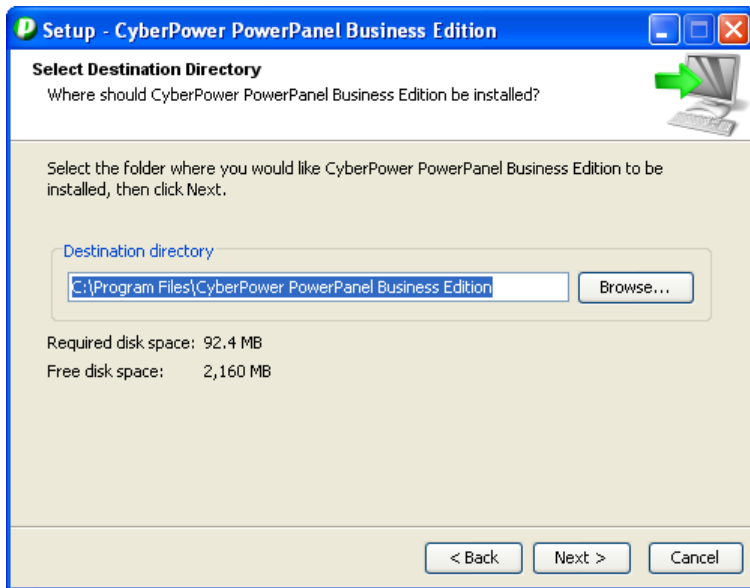 Setup - CyberPower PowerPanel Business Edition
Select Destination Directory
Where should CyberPower PowerPanel Business Edition be installed?
Select the folder where you would like CyberPower PowerPanel Business Edition to be
installed, then click Next.
Destination directory
C:\Program Files\CyberPower PowerPanel Business Edition
Browse...
Required disk space: 92.4 MB
Free disk space: 2,160 MB
< Back Next > Cancel